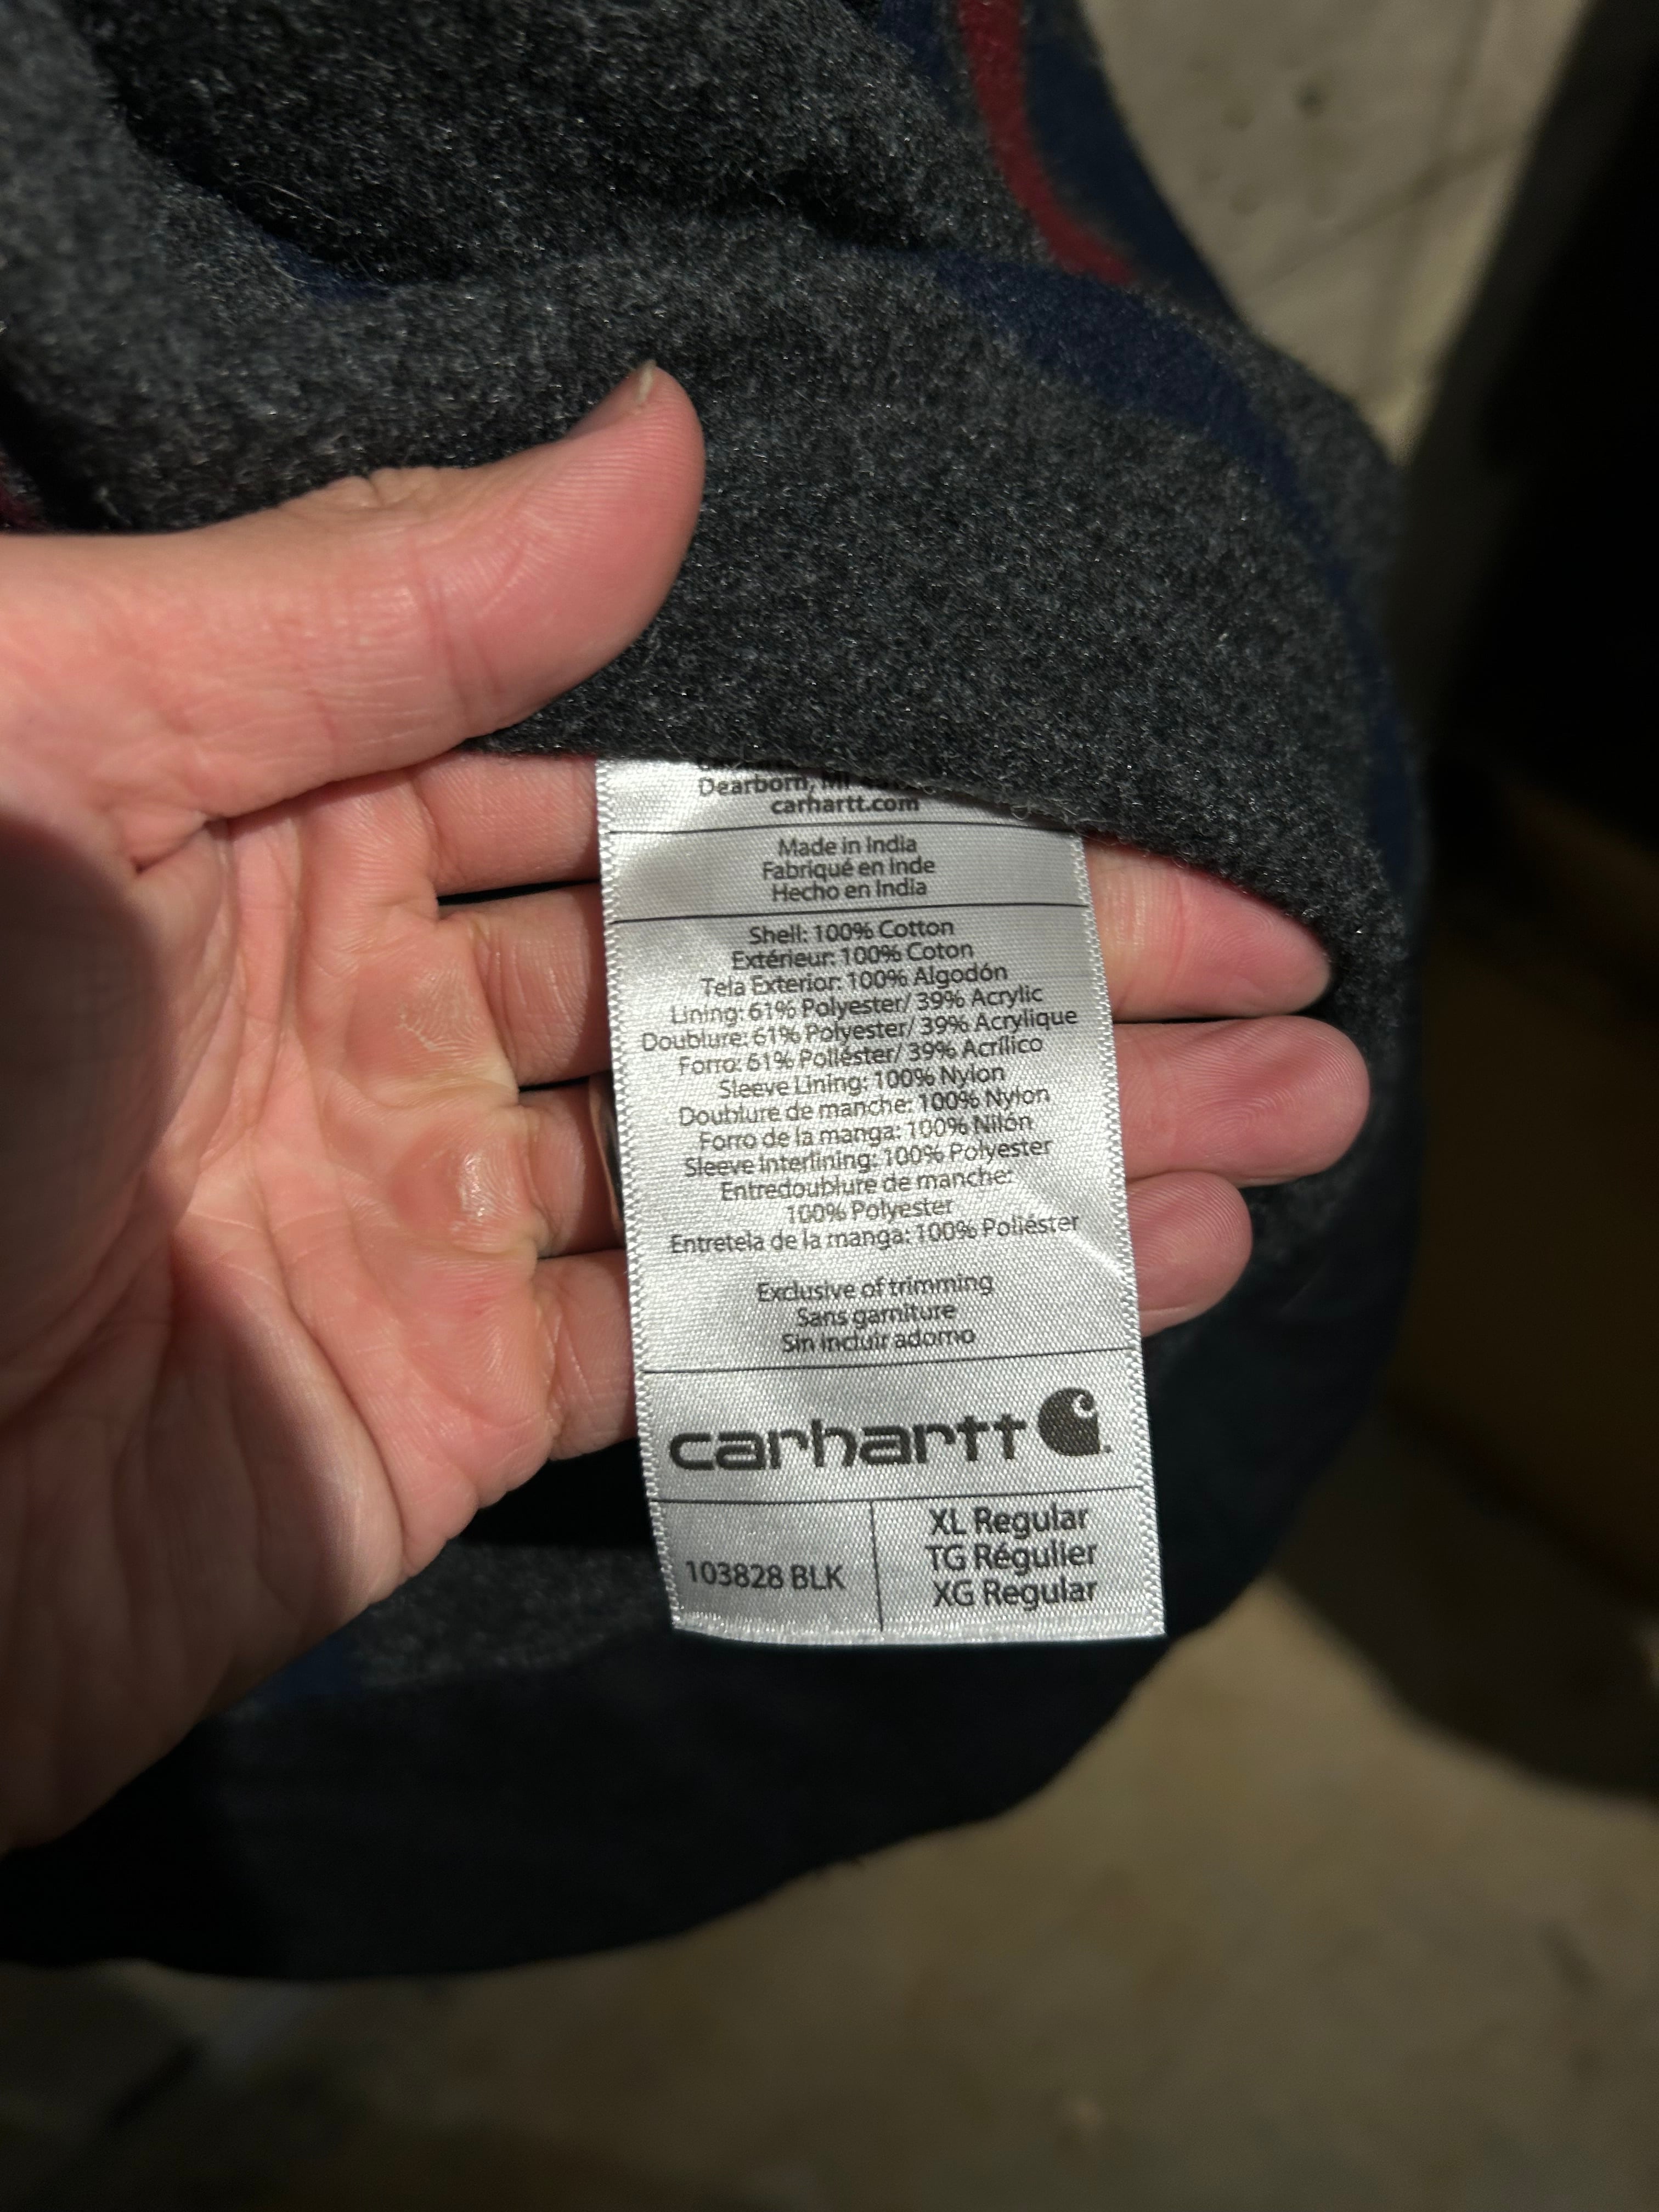 Dearborn, MI
carhartt.com
Made in India
Fabriqué en Inde
Hecho en India
Shell: 100% Cotton
Extérieur: 100% Coton
Tela Exterior: 100% Algodón
Lining: 61% Polyester/ 39% Acrylic
Doublure: 61% Polyester/ 39% Acrylique
Forro: 61% Poliéster/ 39% Acrílico
Sleeve Lining: 100% Nylon
Doublure de manche: 100% Nylon
Forro de la manga: 100% Nilón
Sleeve Interlining: 100% Polyester
Entredoublure de manche:
100% Polyester
Entretela de la manga: 100% Poliéster
Exclusive of trimming
Sans garniture
Sin incluir adorno
carhartt
103828 BLK
XL Regular
TG Régulier
XG Regular